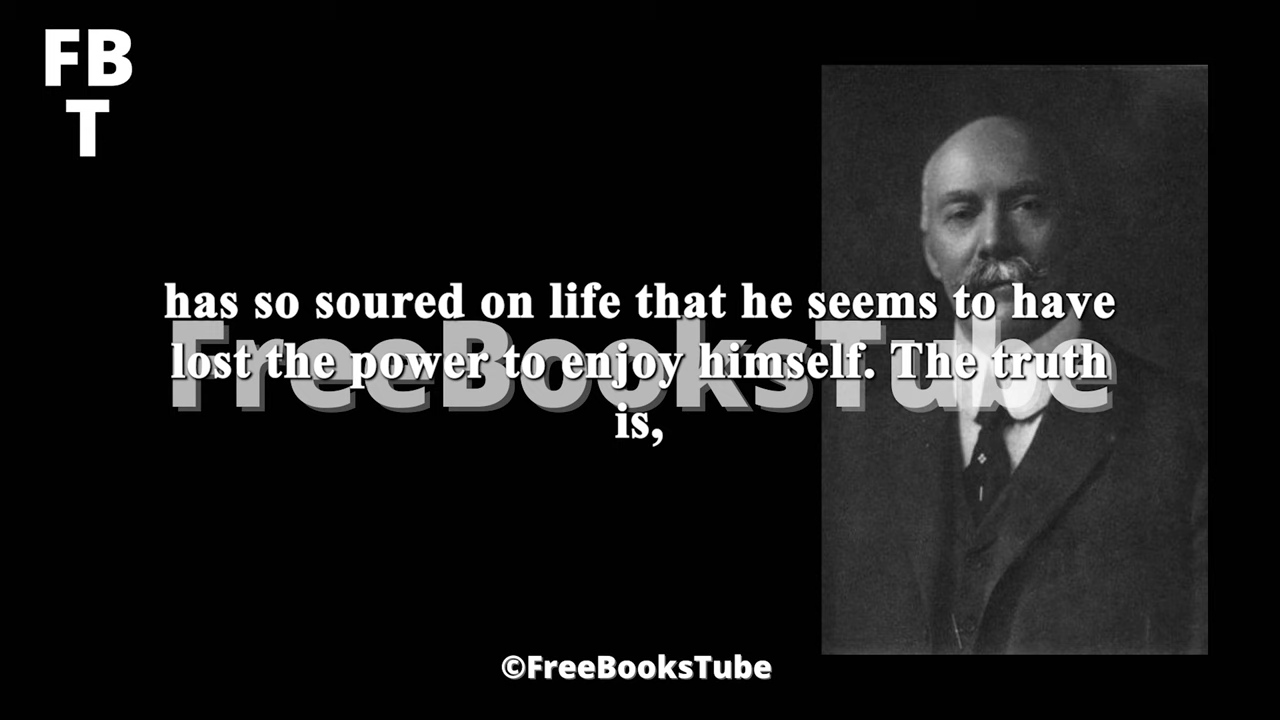 FB
T
has so soured on life that he seems to have
FreeBooksTube
lost the power to enjoy himself. The truth
is,
©FreeBooksTube